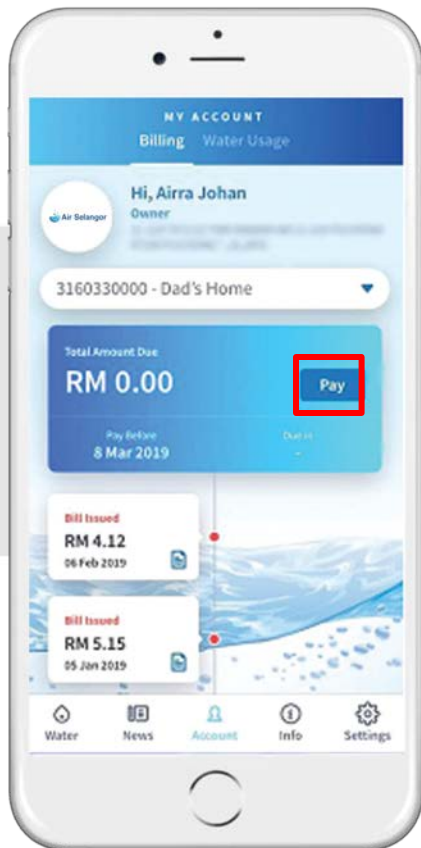 MY ACCOUNT
Billing Water Usage
Hi, Airra Johan
Owner
Air Selangor
3160330000 - Dad's Home
Total Amount Due
RM 0.00
Pay
Pay Before
8 Mar 2019
Due in
-
Bill Issued
RM 4.12
06 Feb 2019
Bill Issued
RM 5.15
05 Jan 2019
Water News Account Info Settings